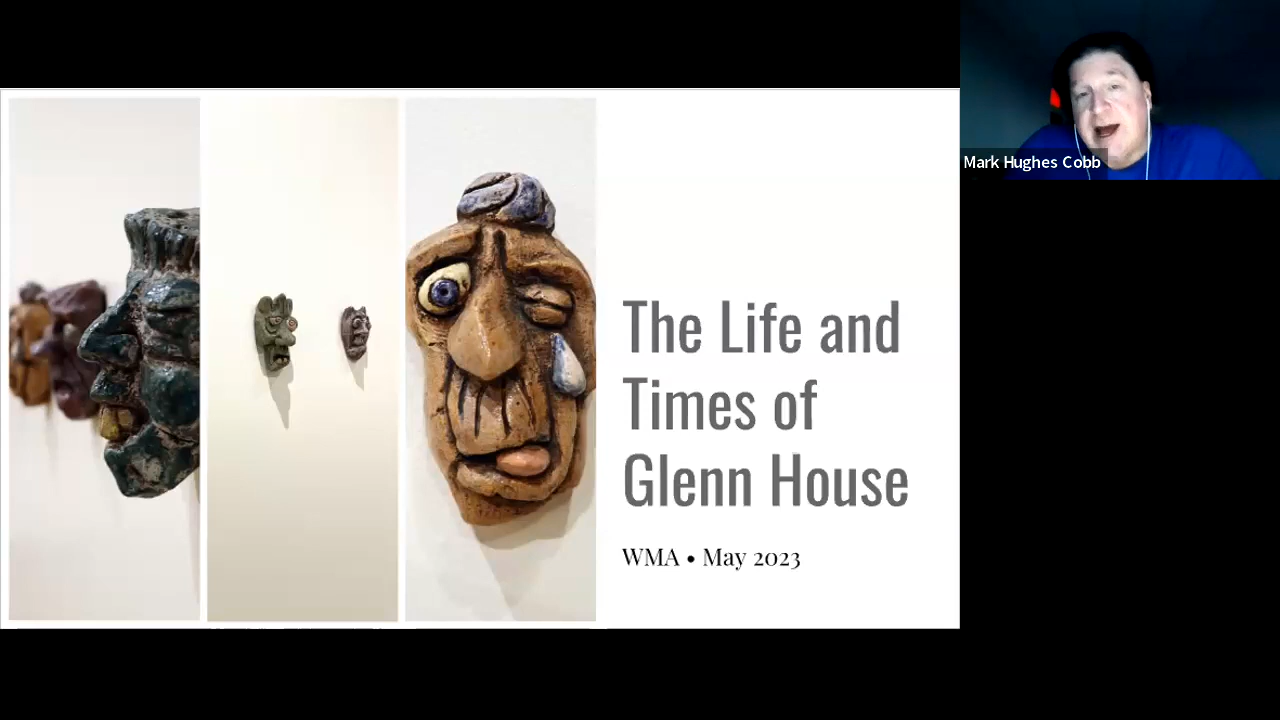 The Life and
Times of
Glenn House
WMA • May 2023
Mark Hughes Cobb